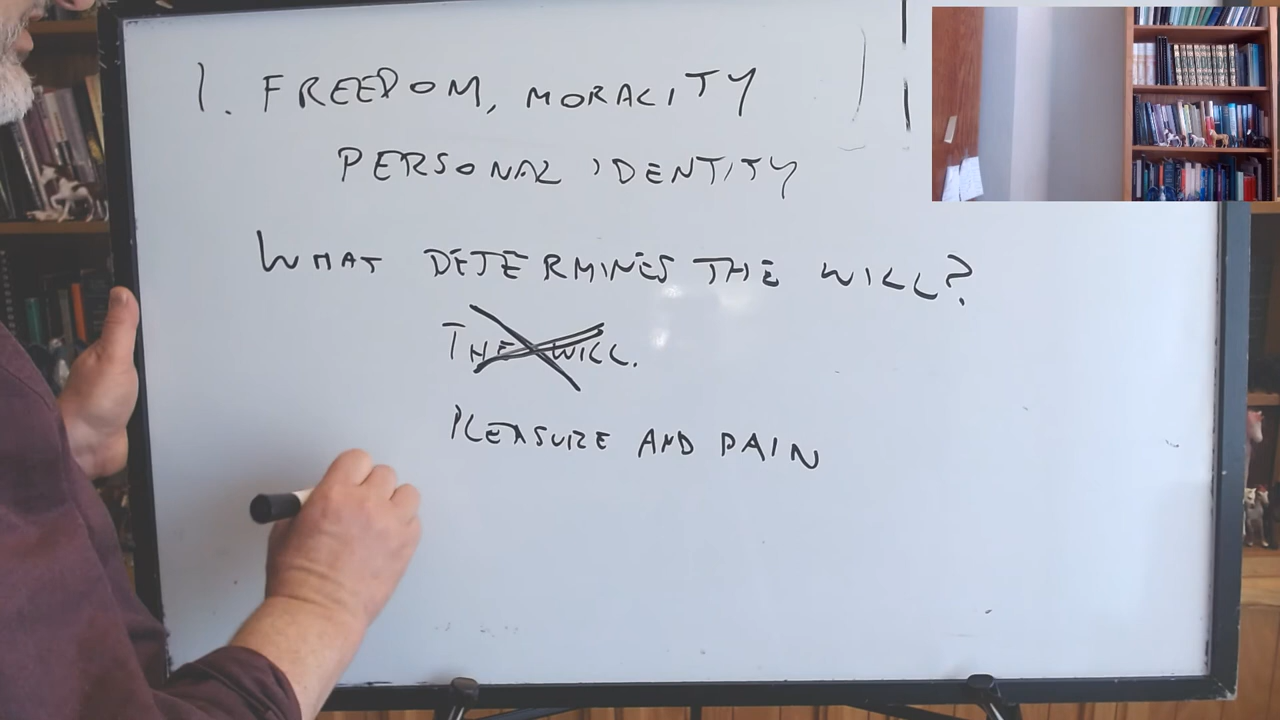 1. FREEDOM, MORALITY
PERSONAL IDENTITY
WHAT DETERMINES THE WILL?
THE WILL.
PLEASURE AND PAIN